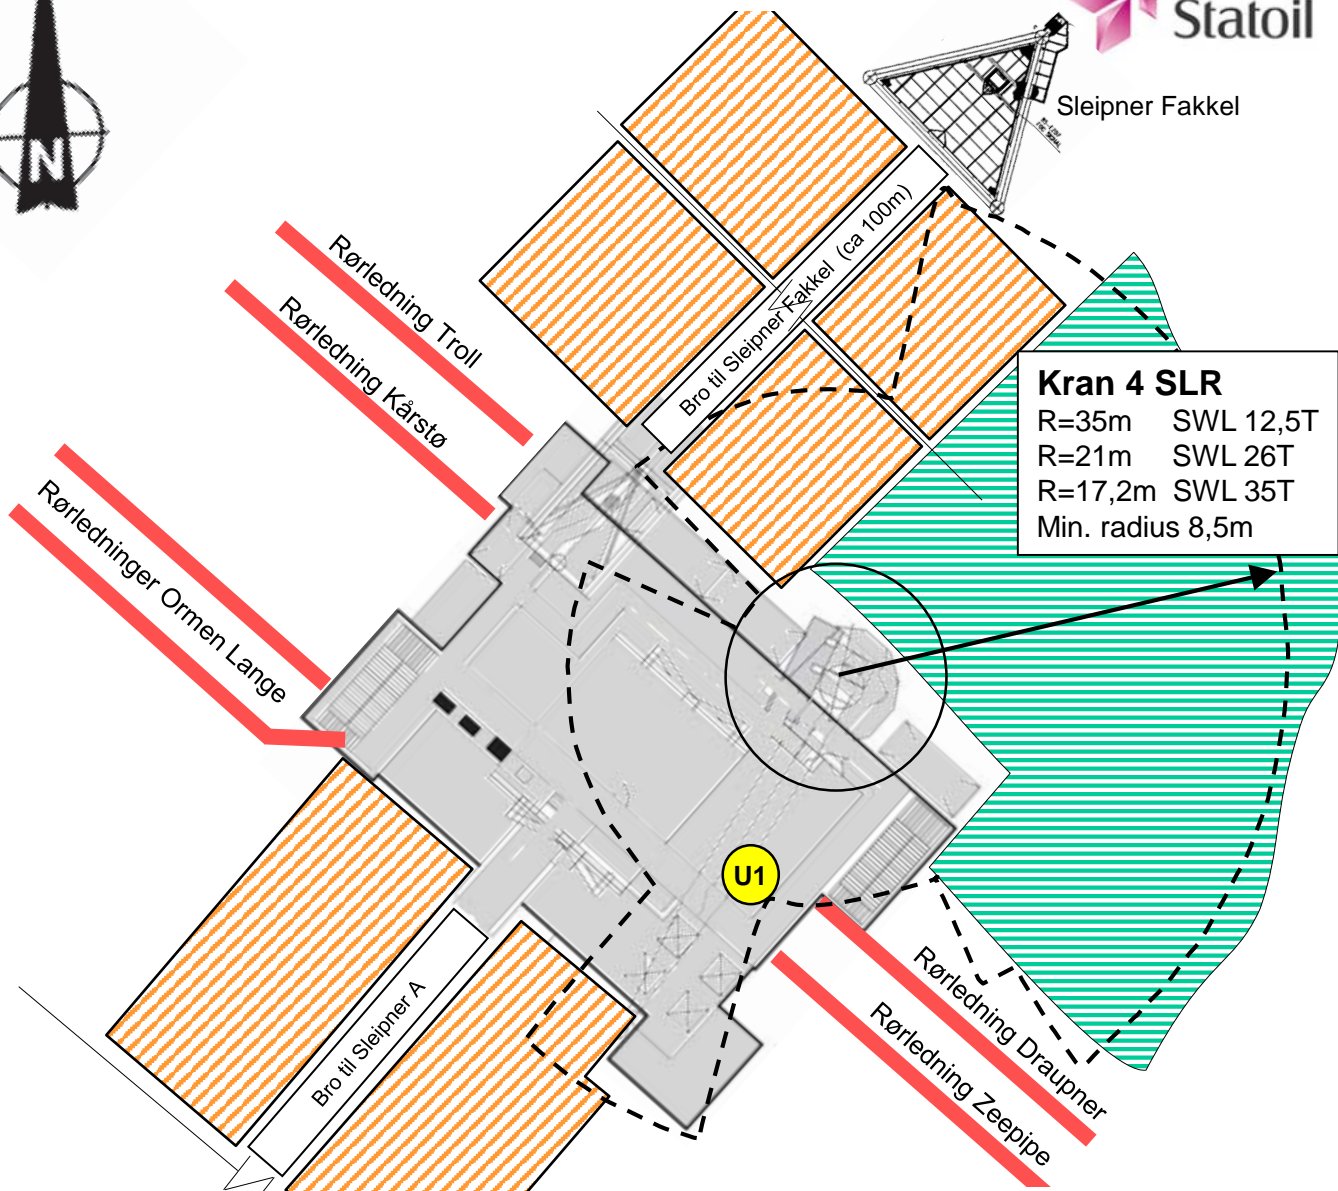 Statoil
Sleipner Fakkel
N
Rørledning Troll
Rørledning Kårstø
Bro til Sleipner Fakkel (ca 100m)
Kran 4 SLR
R=35m SWL 12,5T
R=21m SWL 26T
R=17,2m SWL 35T
Min. radius 8,5m
Rørledninger Ormen Lange
U1
Bro til Sleipner A
Rørledning Draupner
Rørledning Zeepipe